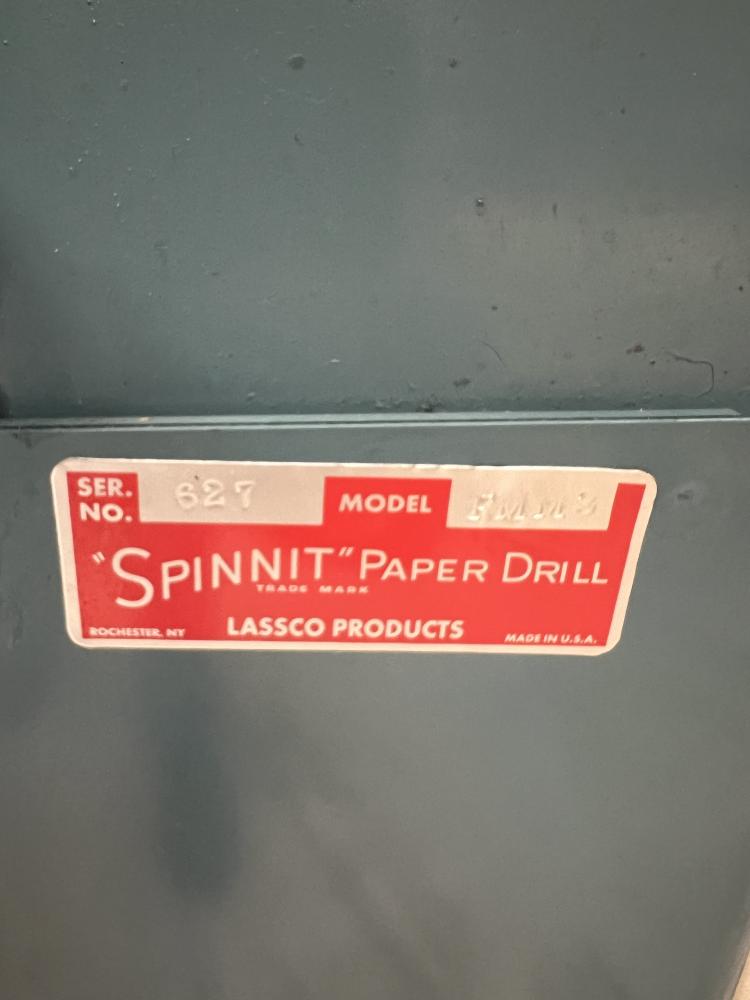 SER. NO. 627 MODEL
"SPINNIT" PAPER DRILL
TRADE MARK
ROCHESTER, NY LASSCO PRODUCTS MADE IN U.S.A.